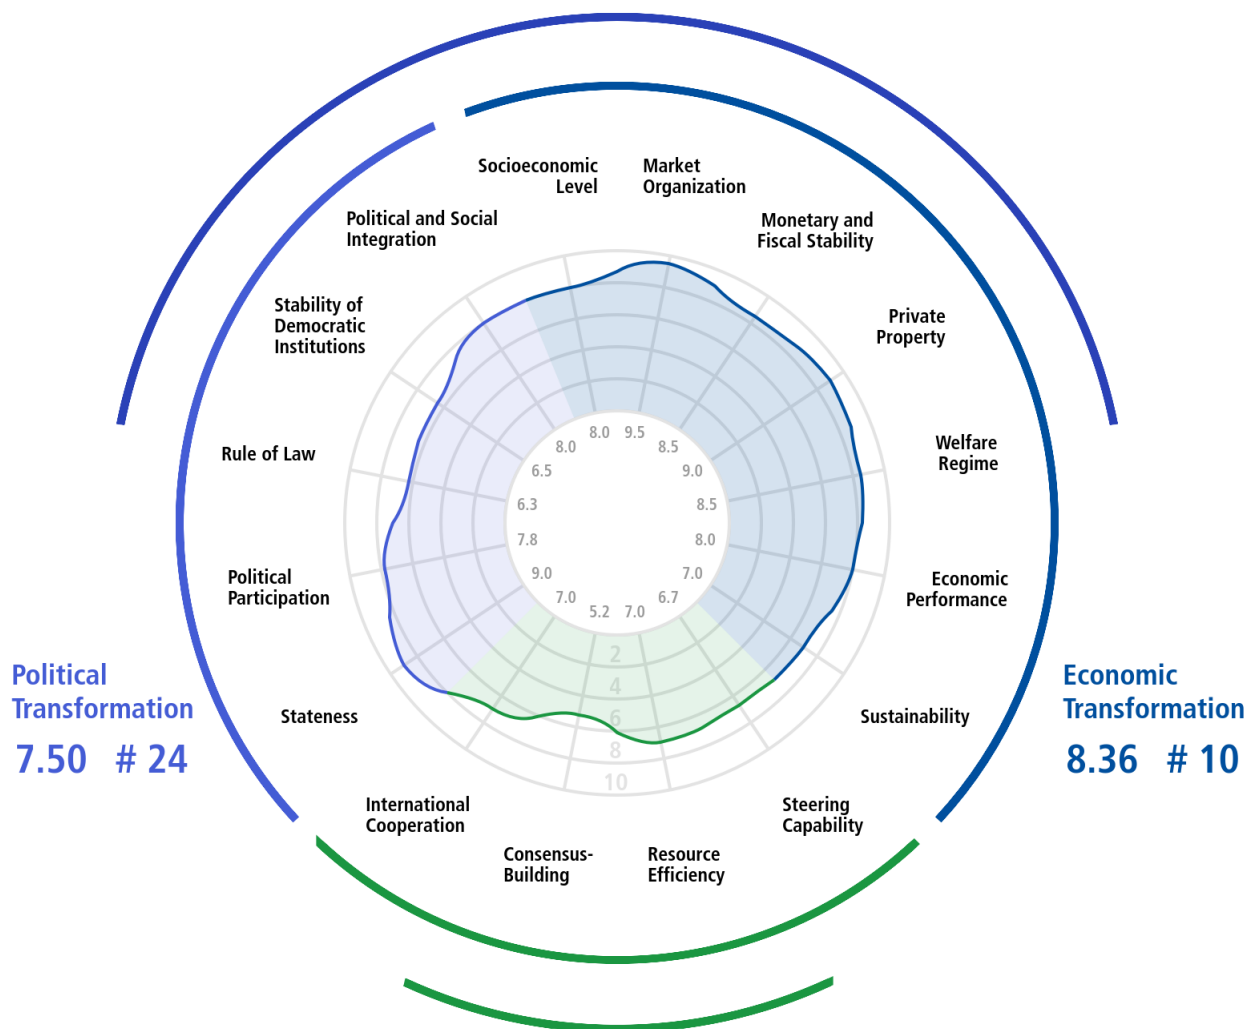 Socioeconomic
Level
Market
Organization
Political and Social
Integration
Monetary and
Fiscal Stability
Stability of
Democratic
Institutions
Private
Property
Rule of Law
Welfare
Regime
Political
Participation
Economic
Performance
Stateness
Sustainability
International
Cooperation
Steering
Capability
Consensus-
Building
Resource
Efficiency
8.0
9.5
8.0
8.5
6.5
9.0
6.3
8.5
7.8
8.0
9.0
7.0
7.0
6.7
5.2
7.0
2
4
6
8
10
Political
Transformation
7.50 # 24
Economic
Transformation
8.36 # 10